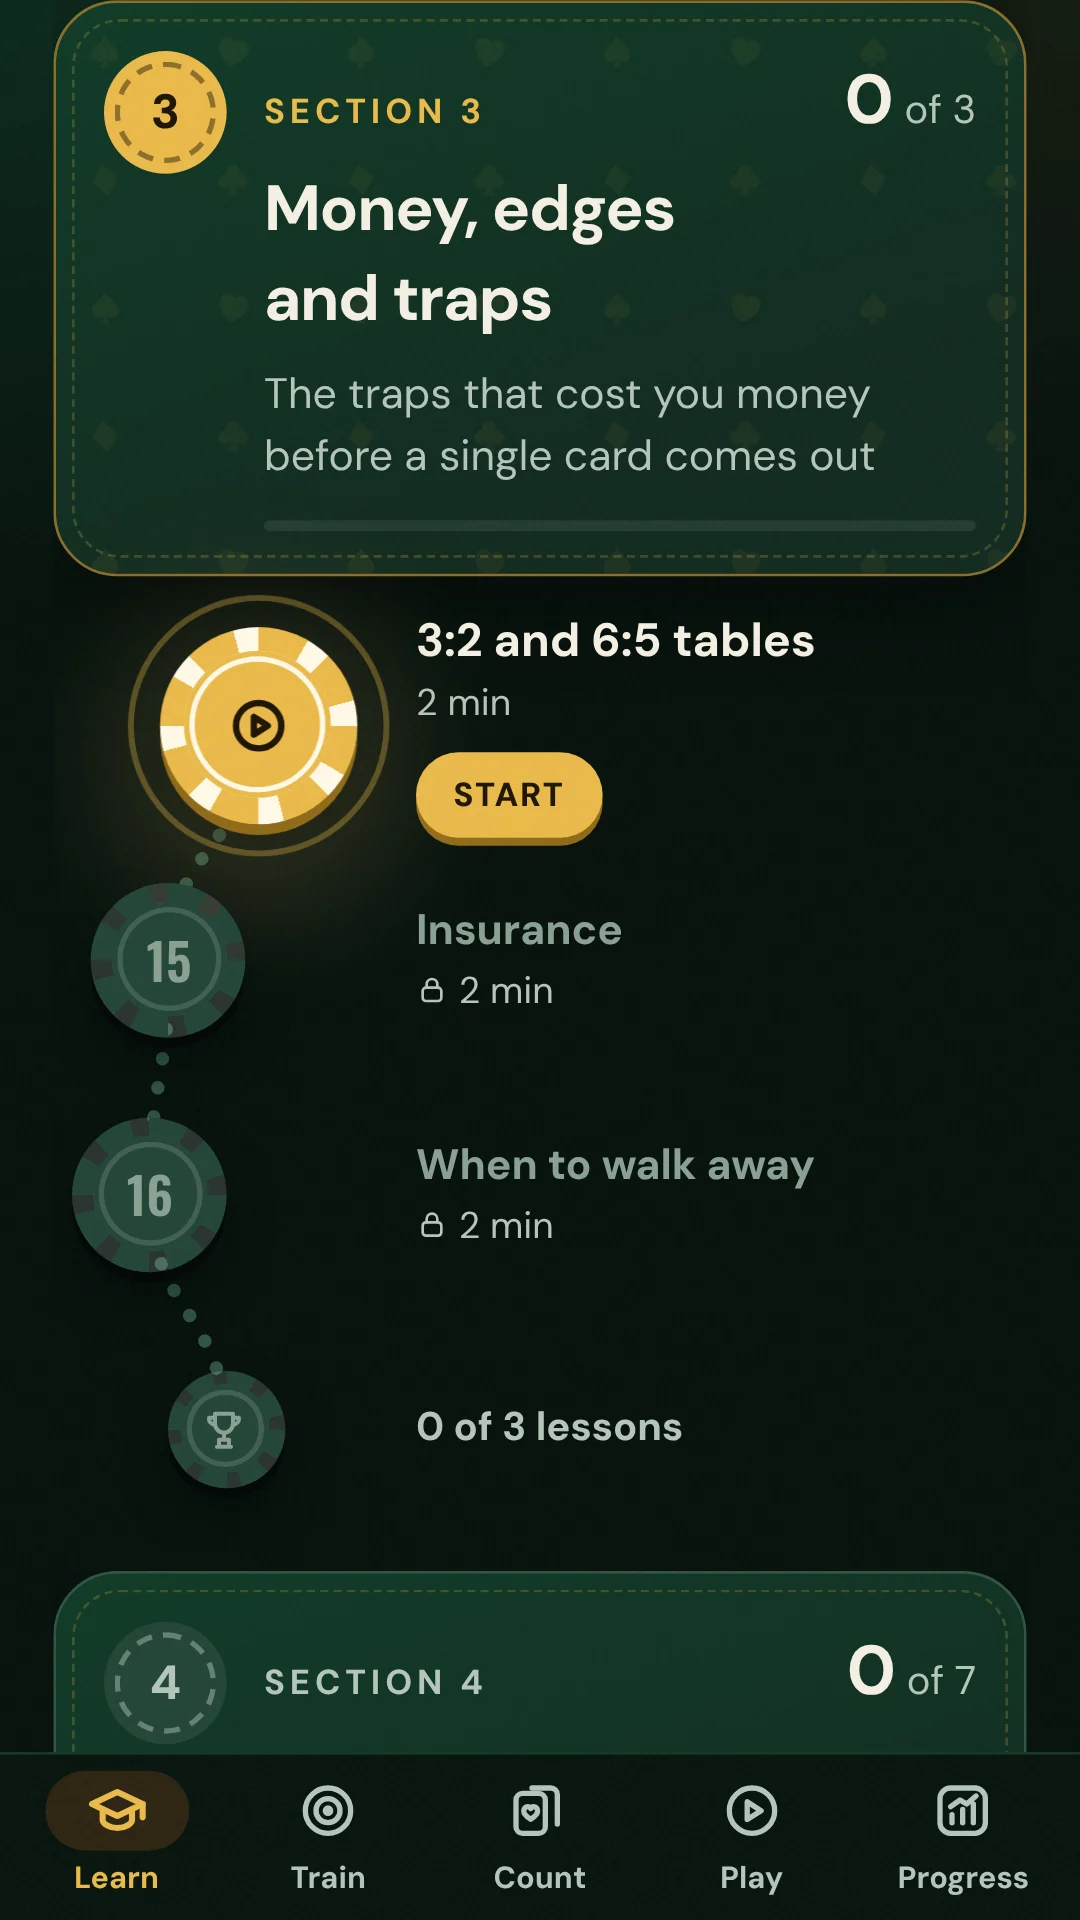 3
SECTION 3
0 of 3
Money, edges
and traps
The traps that cost you money
before a single card comes out
3:2 and 6:5 tables
2 min
START
15
Insurance
2 min
16
When to walk away
2 min
0 of 3 lessons
4
SECTION 4
0 of 7
Learn
Train
Count
Play
Progress